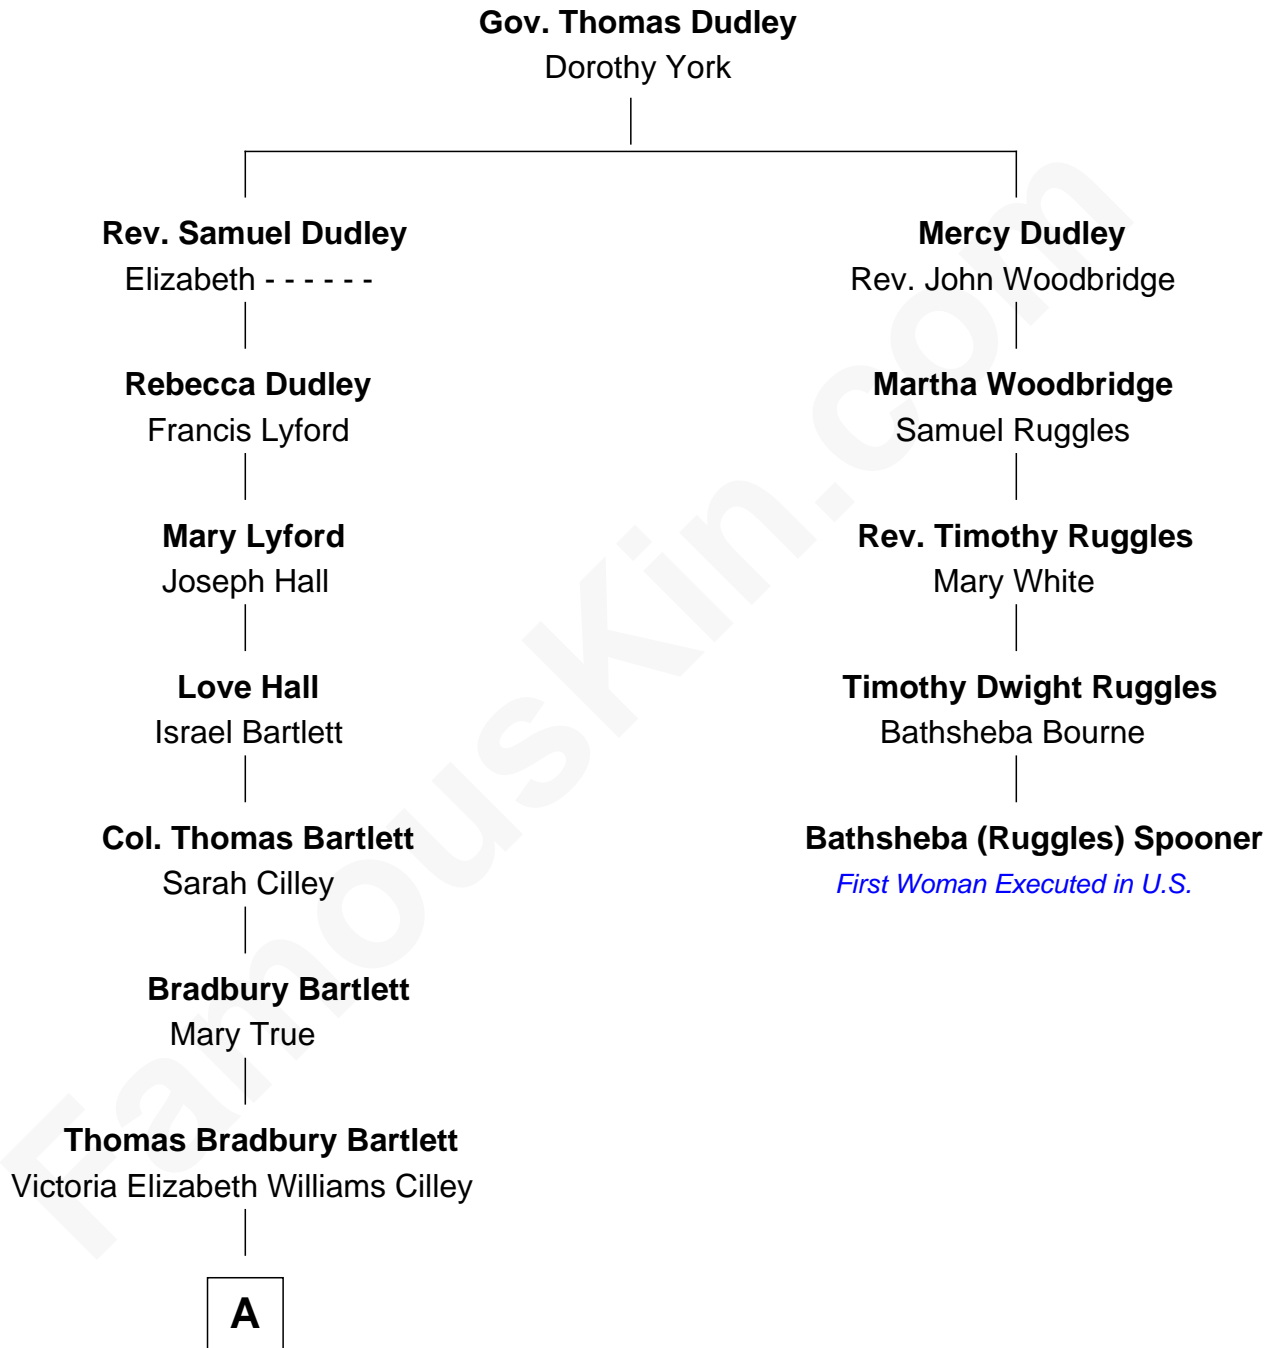 Gov. Thomas Dudley
Dorothy York
Rev. Samuel Dudley
Elizabeth - - - - - -
Rebecca Dudley
Francis Lyford
Mary Lyford
Joseph Hall
Love Hall
Israel Bartlett
Col. Thomas Bartlett
Sarah Cilley
Bradbury Bartlett
Mary True
Thomas Bradbury Bartlett
Victoria Elizabeth Williams Cilley
A
Mercy Dudley
Rev. John Woodbridge
Martha Woodbridge
Samuel Ruggles
Rev. Timothy Ruggles
Mary White
Timothy Dwight Ruggles
Bathsheba Bourne
Bathsheba (Ruggles) Spooner
First Woman Executed in U.S.
FamousKin.com